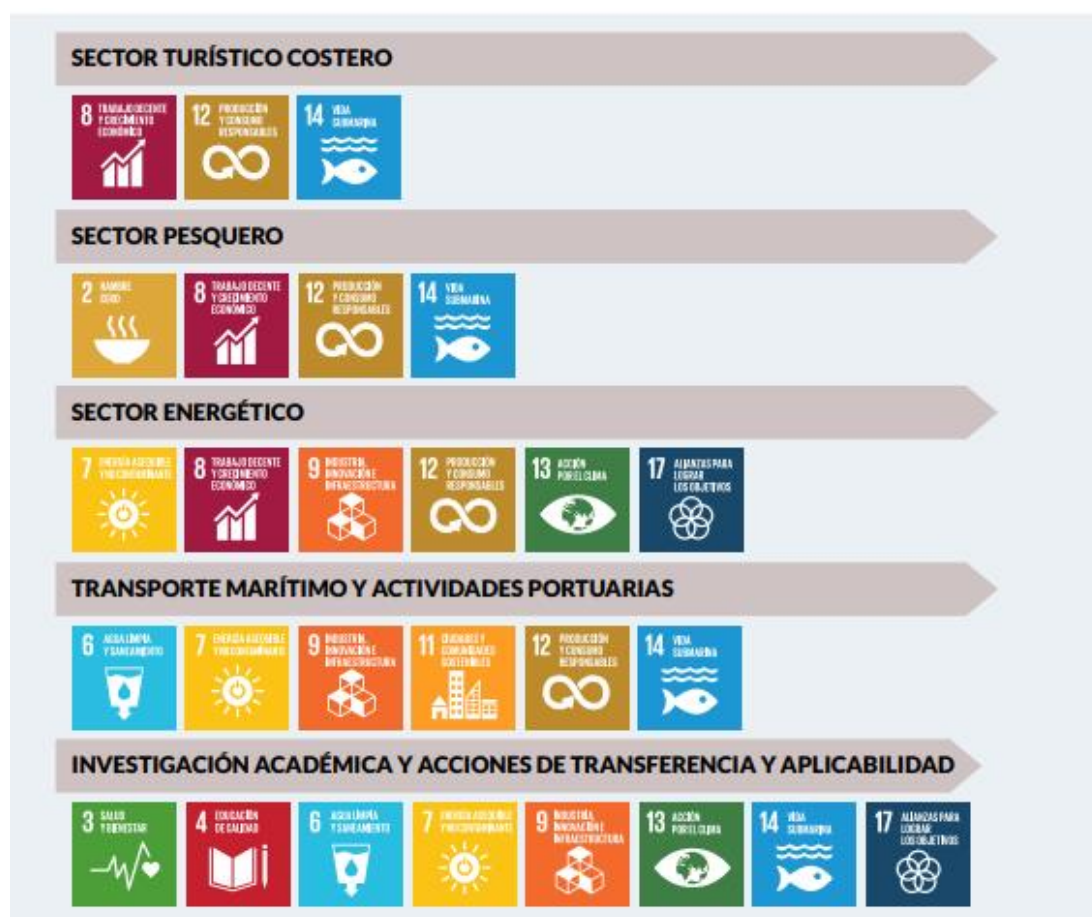 SECTOR TURÍSTICO COSTERO
8 TRABAJO DECENTE
Y CRECIMIENTO
ECONÓMICO
12 PRODUCCIÓN
Y CONSUMO
RESPONSABLES
14 VIDA
SUBMARINA
SECTOR PESQUERO
2 HAMBRE
CERO
8 TRABAJO DECENTE
Y CRECIMIENTO
ECONÓMICO
12 PRODUCCIÓN
Y CONSUMO
RESPONSABLES
14 VIDA
SUBMARINA
SECTOR ENERGÉTICO
7 ENERGÍA ASEQUIBLE
Y NO CONTAMINANTE
8 TRABAJO DECENTE
Y CRECIMIENTO
ECONÓMICO
9 INDUSTRIA,
INNOVACIÓN E
INFRAESTRUCTURA
12 PRODUCCIÓN
Y CONSUMO
RESPONSABLES
13 ACCIÓN
POR EL CLIMA
17 ALIANZAS PARA
LOGRAR
LOS OBJETIVOS
TRANSPORTE MARÍTIMO Y ACTIVIDADES PORTUARIAS
6 AGUA LIMPIA
Y SANEAMIENTO
7 ENERGÍA ASEQUIBLE
Y NO CONTAMINANTE
9 INDUSTRIA,
INNOVACIÓN E
INFRAESTRUCTURA
11 CIUDADES Y
COMUNIDADES
SOSTENIBLES
12 PRODUCCIÓN
Y CONSUMO
RESPONSABLES
14 VIDA
SUBMARINA
INVESTIGACIÓN ACADÉMICA Y ACCIONES DE TRANSFERENCIA Y APLICABILIDAD
3 SALUD
Y BIENESTAR
4 EDUCACIÓN
DE CALIDAD
6 AGUA LIMPIA
Y SANEAMIENTO
7 ENERGÍA ASEQUIBLE
Y NO CONTAMINANTE
9 INDUSTRIA,
INNOVACIÓN E
INFRAESTRUCTURA
13 ACCIÓN
POR EL CLIMA
14 VIDA
SUBMARINA
17 ALIANZAS PARA
LOGRAR
LOS OBJETIVOS